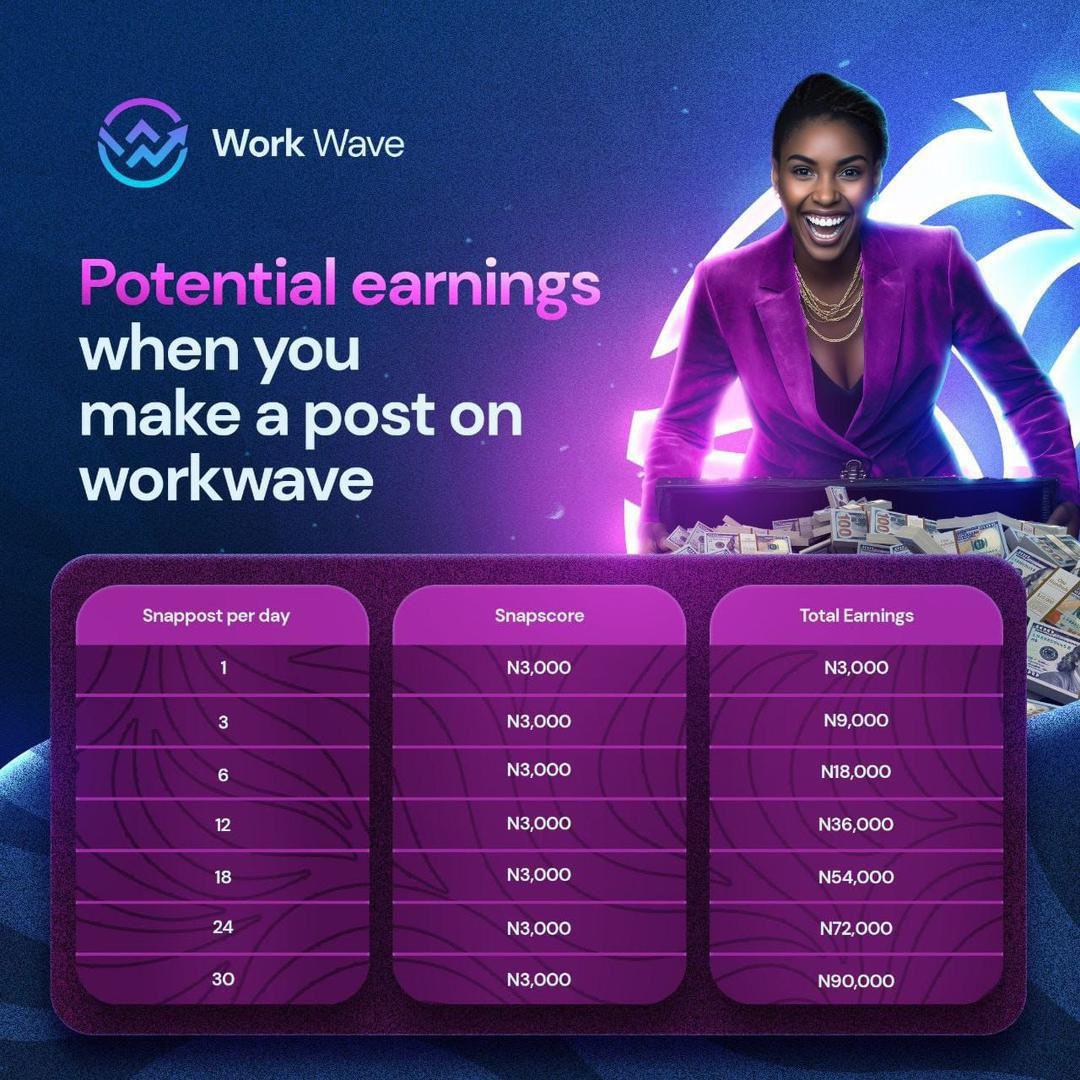 Work Wave
Potential earnings
when you
make a post on
workwave
Snappost per day Snapscore Total Earnings
1 N3,000 N3,000
3 N3,000 N9,000
6 N3,000 N18,000
12 N3,000 N36,000
18 N3,000 N54,000
24 N3,000 N72,000
30 N3,000 N90,000